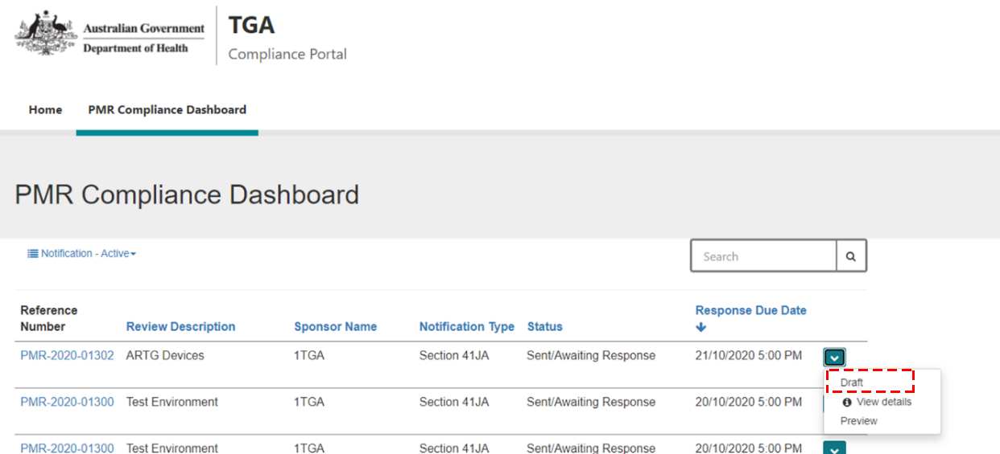 Australian Government
Department of Health
TGA
Compliance Portal
Home PMR Compliance Dashboard
PMR Compliance Dashboard
Notification - Active
Search
Reference Number Review Description Sponsor Name Notification Type Status Response Due Date
PMR-2020-01302 ARTG Devices 1TGA Section 41JA Sent/Awaiting Response 21/10/2020 5:00 PM
Draft
PMR-2020-01300 Test Environment 1TGA Section 41JA Sent/Awaiting Response 20/10/2020 5:00 PM
View details
Preview
PMR-2020-01300 Test Environment 1TGA Section 41JA Sent/Awaiting Response 20/10/2020 5:00 PM